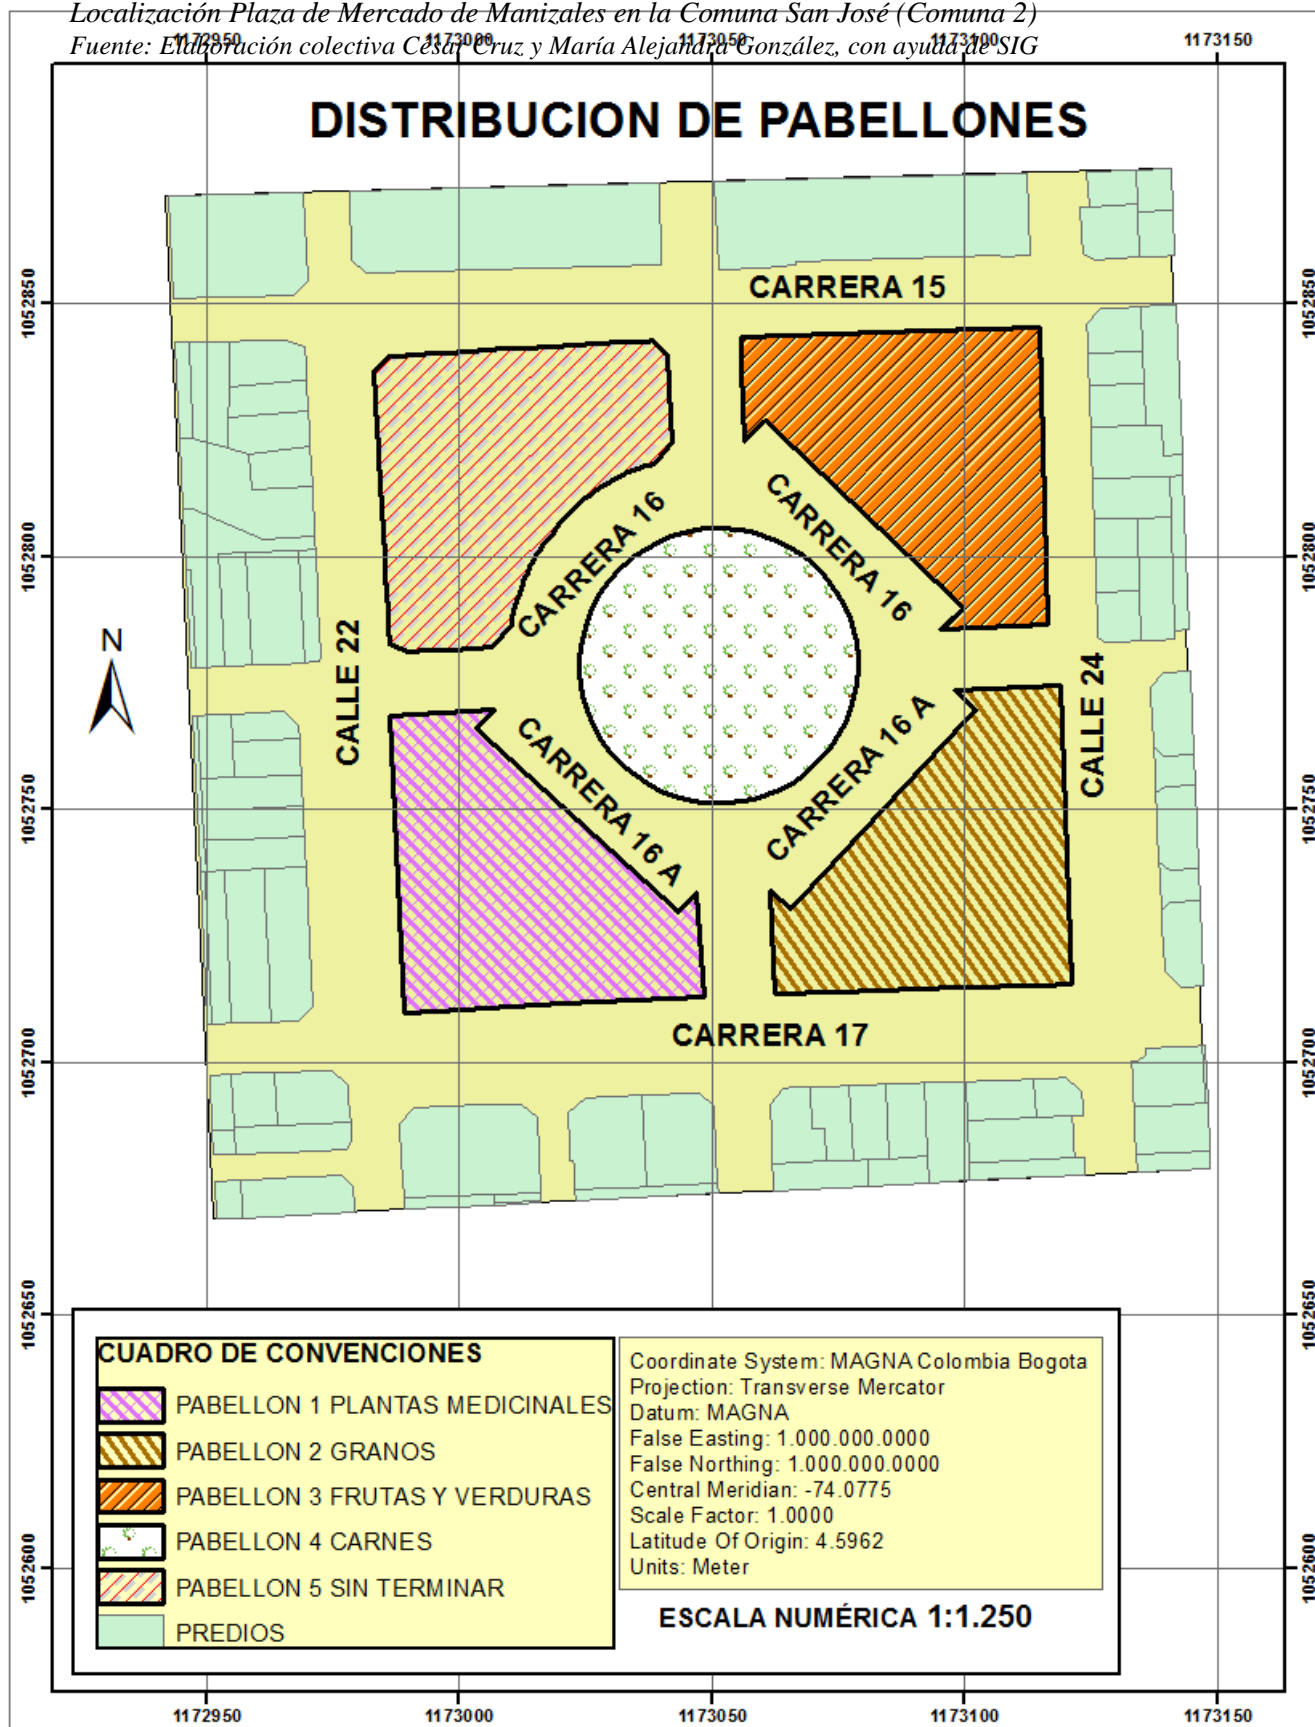 Localización Plaza de Mercado de Manizales en la Comuna San José (Comuna 2)
Fuente: Elaboración colectiva César Cruz y María Alejandra González, con ayuda de SIG
1172950 1173000 1173050 1173100 1173150
DISTRIBUCION DE PABELLONES
CARRERA 15
1052850 1052850
CARRERA 16
CARRERA 16
1052800 1052800
N
CALLE 22
CALLE 24
CARRERA 16 A
CARRERA 16 A
1052750 1052750
CARRERA 17
1052700 1052700
1052650 1052650
CUADRO DE CONVENCIONES
PABELLON 1 PLANTAS MEDICINALES
PABELLON 2 GRANOS
PABELLON 3 FRUTAS Y VERDURAS
PABELLON 4 CARNES
PABELLON 5 SIN TERMINAR
PREDIOS
Coordinate System: MAGNA Colombia Bogota
Projection: Transverse Mercator
Datum: MAGNA
False Easting: 1.000.000.0000
False Northing: 1.000.000.0000
Central Meridian: -74.0775
Scale Factor: 1.0000
Latitude Of Origin: 4.5962
Units: Meter
ESCALA NUMÉRICA 1:1.250
1052600 1052600
1172950 1173000 1173050 1173100 1173150